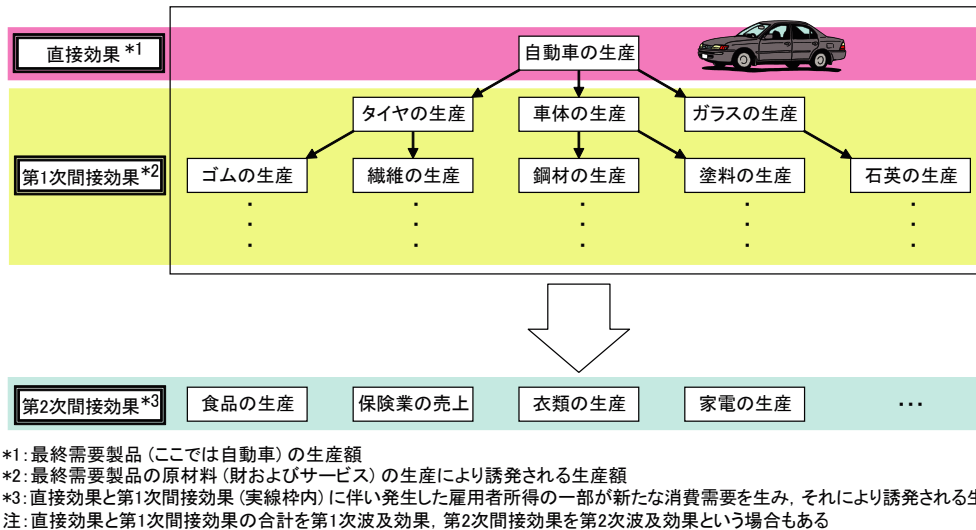 直接効果*1
自動車の生産
タイヤの生産 車体の生産 ガラスの生産
第1次間接効果*2
ゴムの生産 繊維の生産 鋼材の生産 塗料の生産 石英の生産
第2次間接効果*3
食品の生産 保険業の売上 衣類の生産 家電の生産 …
*1:最終需要製品(ここでは自動車)の生産額
*2:最終需要製品の原材料(財およびサービス)の生産により誘発される生産額
*3:直接効果と第1次間接効果(実線枠内)に伴い発生した雇用者所得の一部が新たな消費需要を生み,それにより誘発される生
注:直接効果と第1次間接効果の合計を第1次波及効果,第2次間接効果を第2次波及効果という場合もある